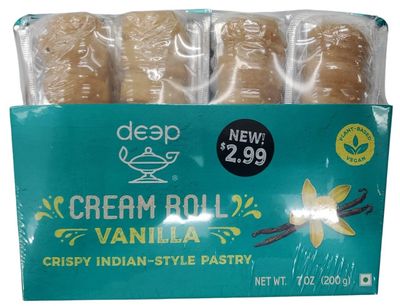 deep
®
NEW!
$2.99
PLANT-BASED
VEGAN
CREAM ROLL
VANILLA
CRISPY INDIAN-STYLE PASTRY
NET WT. 7 OZ (200 g)